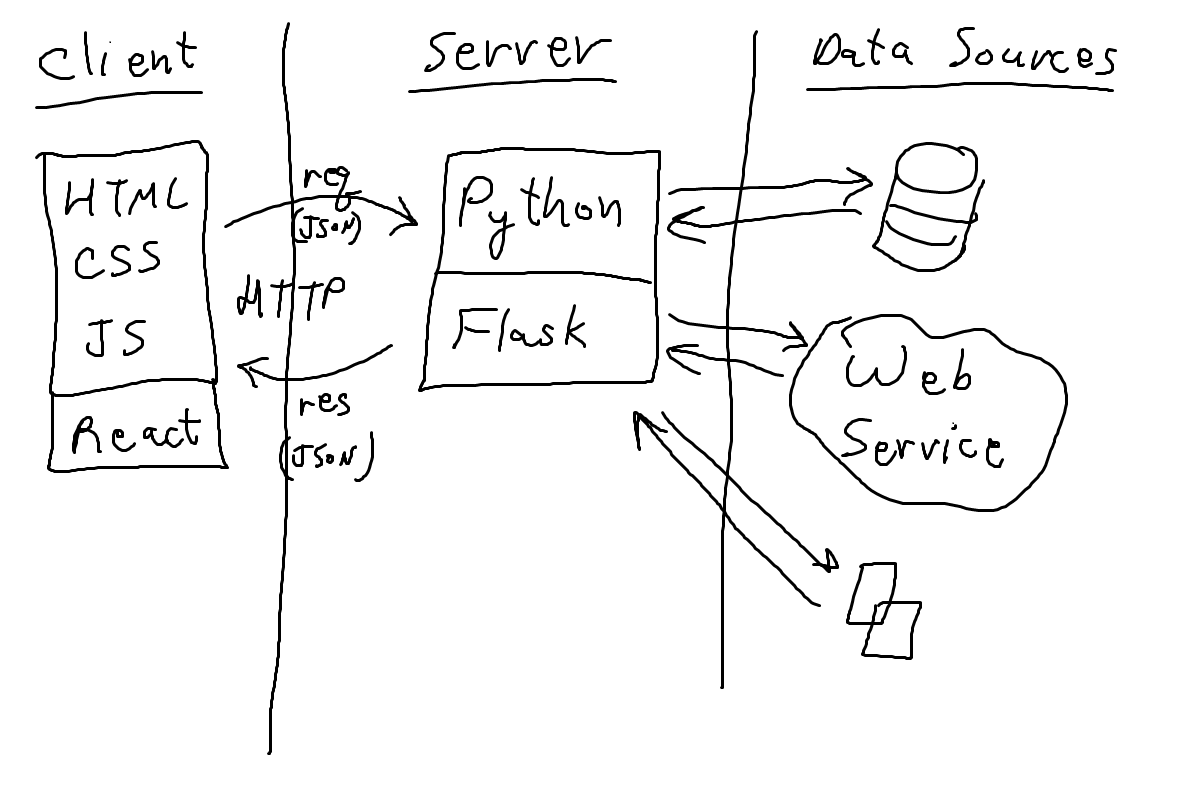 Client
Server
Data Sources
HTML
CSS
JS
React
req
(JSON)
HTTP
res
(JSON)
Python
Flask
Web
Service